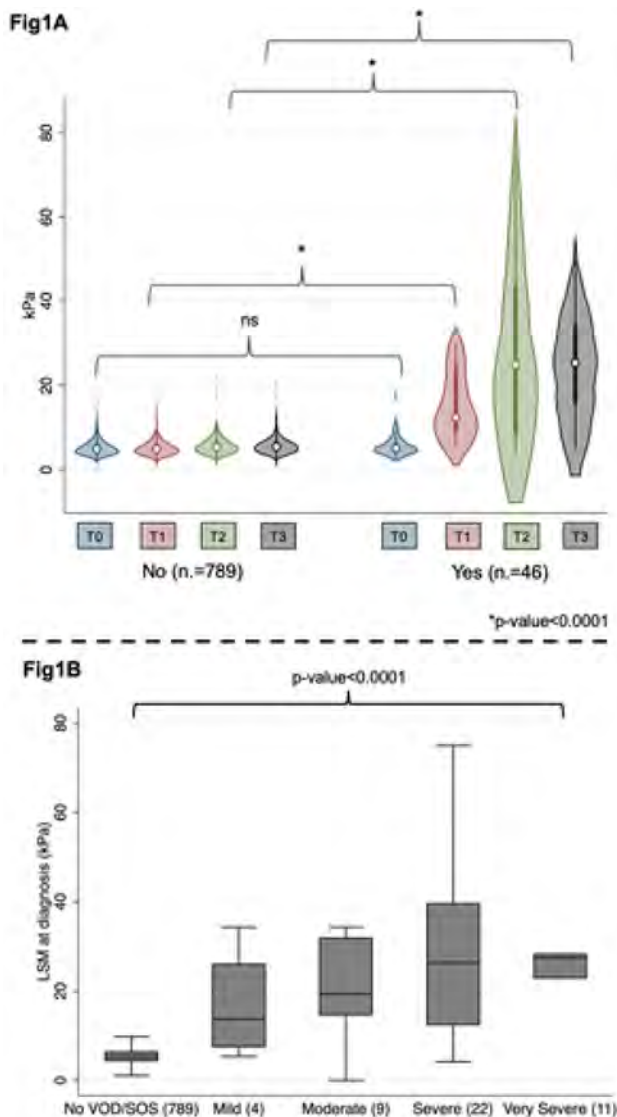 Fig1A
*
*
*
ns
80
60
40
20
0
kPa
T0 T1 T2 T3 T0 T1 T2 T3
No (n.=789) Yes (n.=46)
*p-value<0.0001
Fig1B
p-value<0.0001
80
60
40
20
0
LSM at diagnosis (kPa)
No VOD/SOS (789) Mild (4) Moderate (9) Severe (22) Very Severe (11)